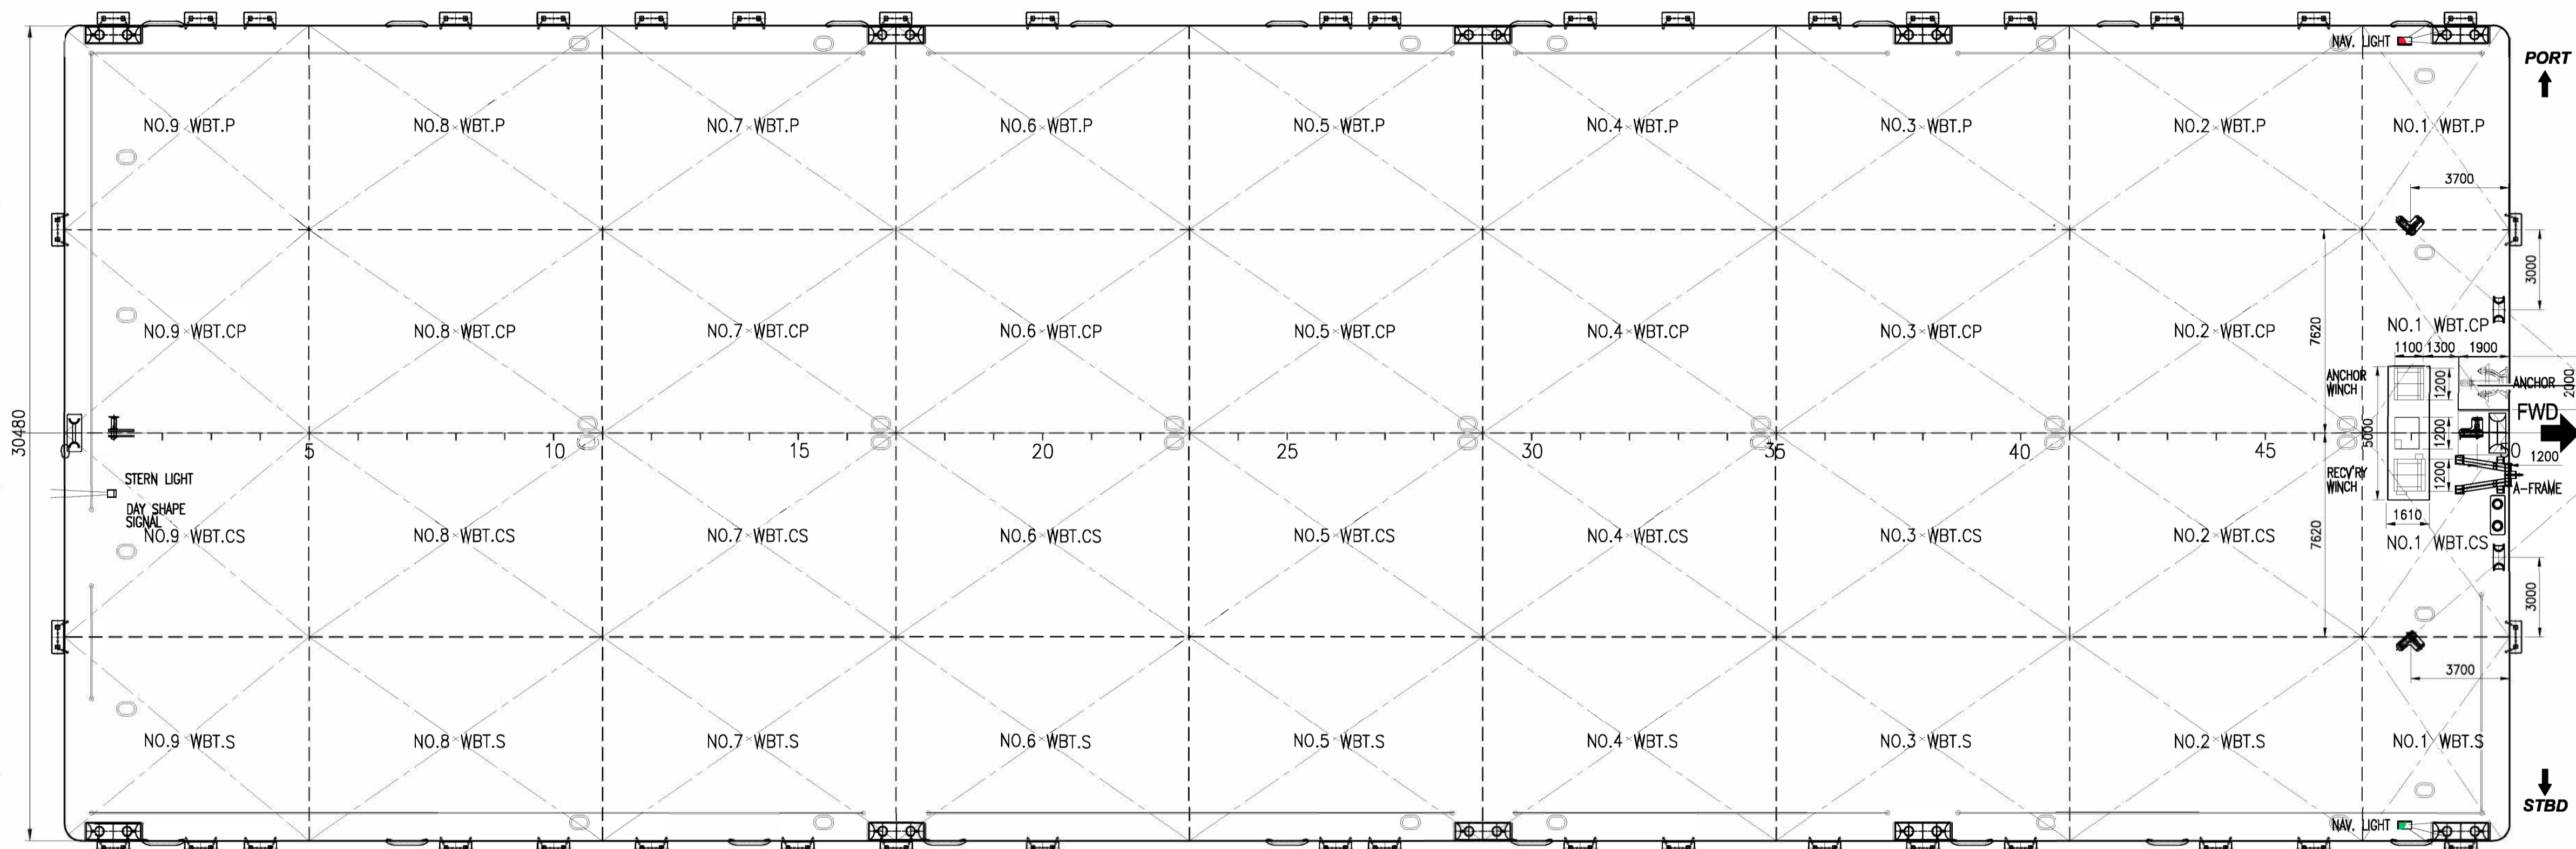 NAV. LIGHT
PORT
NO.9 WBT.P
NO.8 WBT.P
NO.7 WBT.P
NO.6 WBT.P
NO.5 WBT.P
NO.4 WBT.P
NO.3 WBT.P
NO.2 WBT.P
NO.1 WBT.P
3700
3000
NO.9 WBT.CP
NO.8 WBT.CP
NO.7 WBT.CP
NO.6 WBT.CP
NO.5 WBT.CP
NO.4 WBT.CP
NO.3 WBT.CP
NO.2 WBT.CP
NO.1 WBT.CP
7620
1100
1300
1900
ANCHOR
WINCH
1200
ANCHOR
2000
FWD
30480
5
10
15
20
25
30
35
40
45
50
5000
1200
1200
STERN LIGHT
DAY SHAPE
SIGNAL
RECV'RY
WINCH
1200
A-FRAME
1610
7620
NO.9 WBT.CS
NO.8 WBT.CS
NO.7 WBT.CS
NO.6 WBT.CS
NO.5 WBT.CS
NO.4 WBT.CS
NO.3 WBT.CS
NO.2 WBT.CS
NO.1 WBT.CS
3000
3700
NO.9 WBT.S
NO.8 WBT.S
NO.7 WBT.S
NO.6 WBT.S
NO.5 WBT.S
NO.4 WBT.S
NO.3 WBT.S
NO.2 WBT.S
NO.1 WBT.S
NAV. LIGHT
STBD